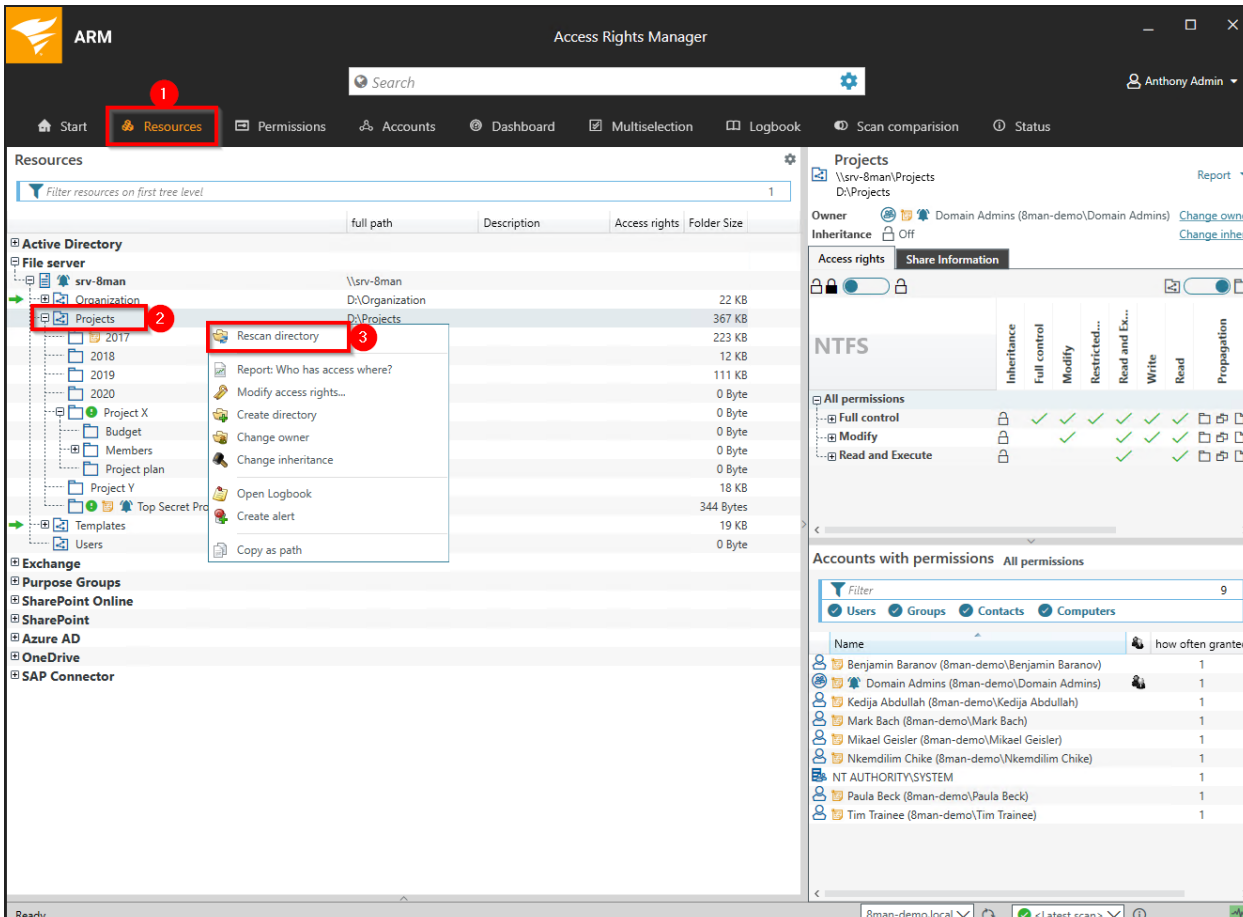 ARM
Access Rights Manager
Search
Anthony Admin
1
Start Resources Permissions Accounts Dashboard Multiselection Logbook Scan comparision Status
Resources
Filter resources on first tree level 1
full path Description Access rights Folder Size
Active Directory
File server
srv-8man \\srv-8man
Organization D:\Organization 22 KB
Projects 2 D:\Projects 367 KB
2017 223 KB
2018 12 KB
2019 111 KB
2020 0 Byte
Project X 0 Byte
Budget 0 Byte
Members 0 Byte
Project plan 0 Byte
Project Y 18 KB
Top Secret Pro 344 Bytes
Templates 19 KB
Users 0 Byte
Exchange
Purpose Groups
SharePoint Online
SharePoint
Azure AD
OneDrive
SAP Connector
Rescan directory 3
Report: Who has access where?
Modify access rights...
Create directory
Change owner
Change inheritance
Open Logbook
Create alert
Copy as path
Projects
\\srv-8man\Projects Report
D:\Projects
Owner Domain Admins (8man-demo\Domain Admins) Change owne
Inheritance Off Change inher
Access rights Share Information
NTFS
Inheritance
Full control
Modify
Restricted...
Read and Ex...
Write
Read
Propagation
All permissions
Full control
Modify
Read and Execute
Accounts with permissions All permissions
Filter 9
Users Groups Contacts Computers
Name how often granted
Benjamin Baranov (8man-demo\Benjamin Baranov) 1
Domain Admins (8man-demo\Domain Admins) 1
Kedija Abdullah (8man-demo\Kedija Abdullah) 1
Mark Bach (8man-demo\Mark Bach) 1
Mikael Geisler (8man-demo\Mikael Geisler) 1
Nkemdilim Chike (8man-demo\Nkemdilim Chike) 1
NT AUTHORITY\SYSTEM 1
Paula Beck (8man-demo\Paula Beck) 1
Tim Trainee (8man-demo\Tim Trainee) 1
Ready 8man-demo.local <Latest scan>